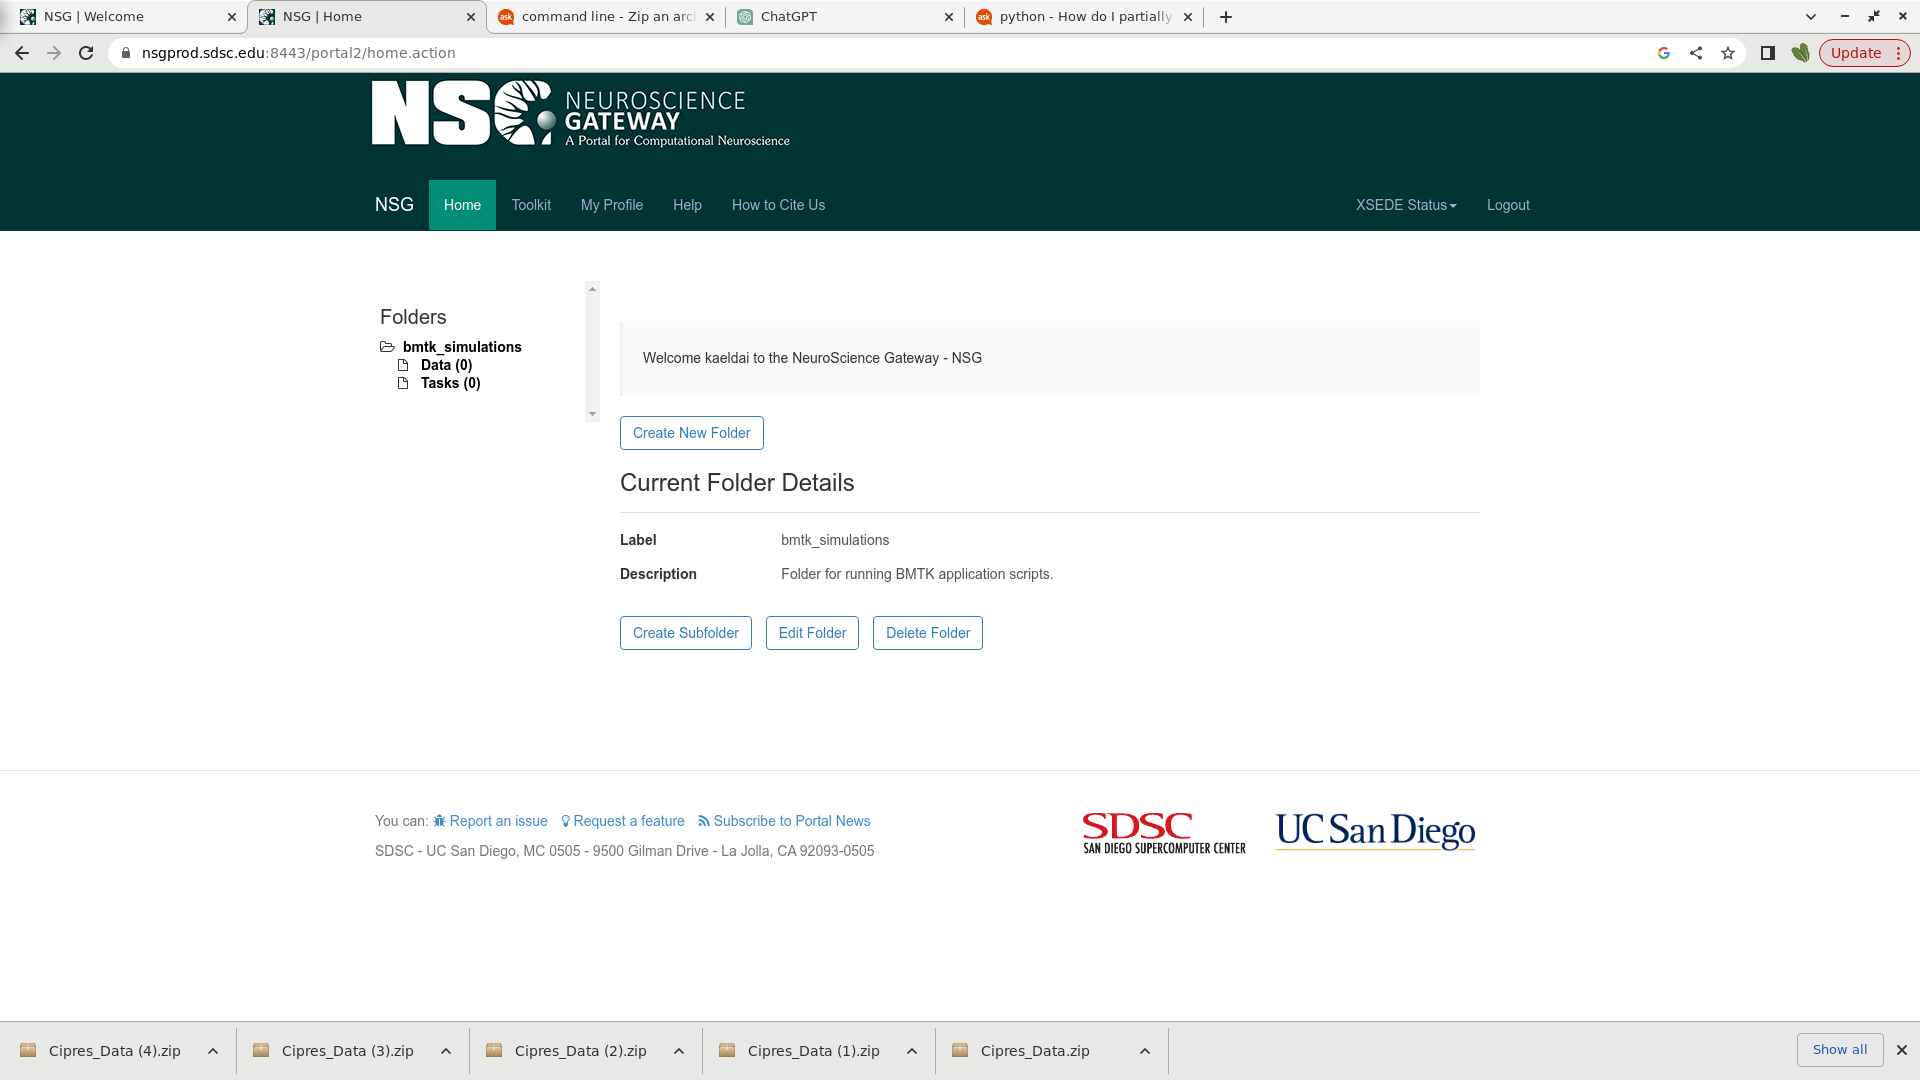 NSG | Welcome
NSG | Home
command line - Zip an arc
ChatGPT
python - How do I partially
nsgprod.sdsc.edu:8443/portal2/home.action
Update
NSG NEUROSCIENCE
GATEWAY
A Portal for Computational Neuroscience
NSG Home Toolkit My Profile Help How to Cite Us XSEDE Status Logout
Folders
bmtk_simulations
Data (0)
Tasks (0)
Welcome kaeldai to the NeuroScience Gateway - NSG
Create New Folder
Current Folder Details
Label bmtk_simulations
Description Folder for running BMTK application scripts.
Create Subfolder Edit Folder Delete Folder
You can: Report an issue Request a feature Subscribe to Portal News
SDSC - UC San Diego, MC 0505 - 9500 Gilman Drive - La Jolla, CA 92093-0505
SDSC
SAN DIEGO SUPERCOMPUTER CENTER
UC San Diego
Cipres_Data (4).zip
Cipres_Data (3).zip
Cipres_Data (2).zip
Cipres_Data (1).zip
Cipres_Data.zip
Show all